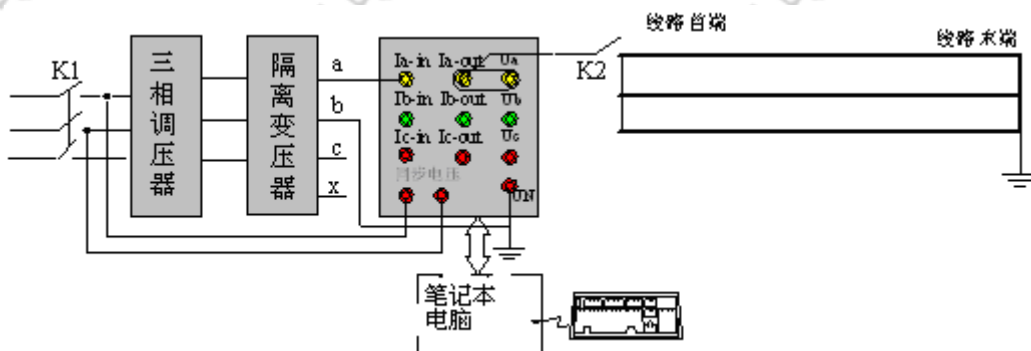 线路首端
线路末端
K1
三相调压器
隔离变压器
a
b
c
x
Ia-in Ia-out Ua
Ib-in Ib-out Ub
Ic-in Ic-out Uc
同步电压
UN
K2
笔记本
电脑